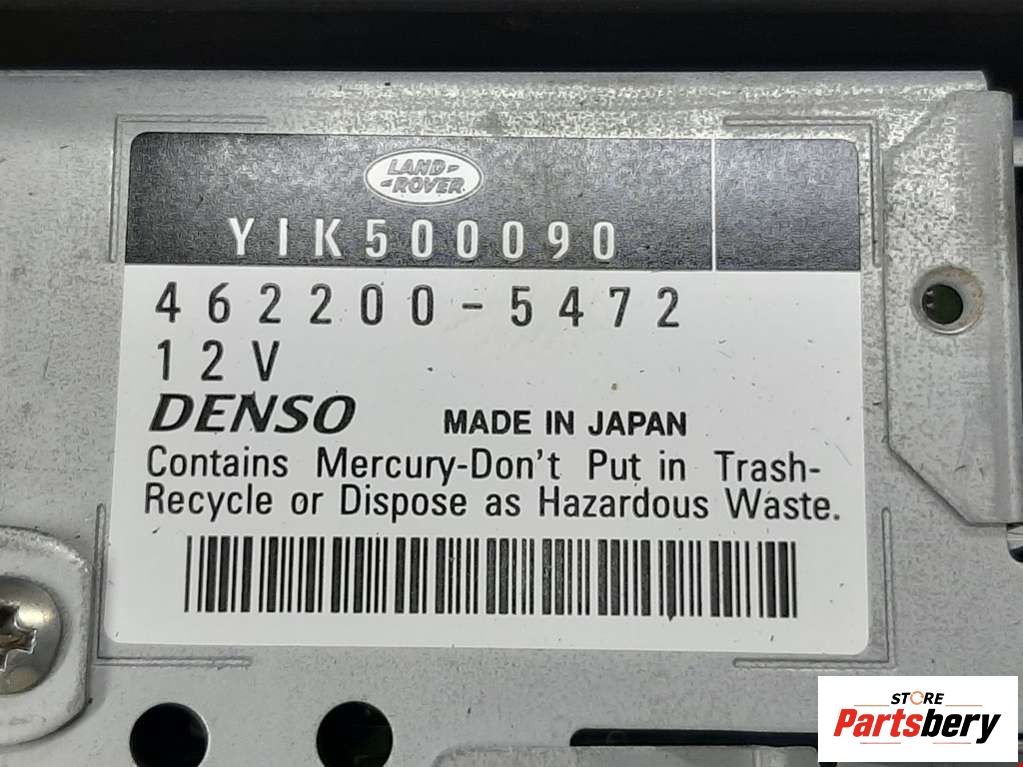 LAND-
-ROVER
YIK500090
462200-5472
12V
DENSO MADE IN JAPAN
Contains Mercury-Don't Put in Trash-
Recycle or Dispose as Hazardous Waste.
STORE
Partsbery